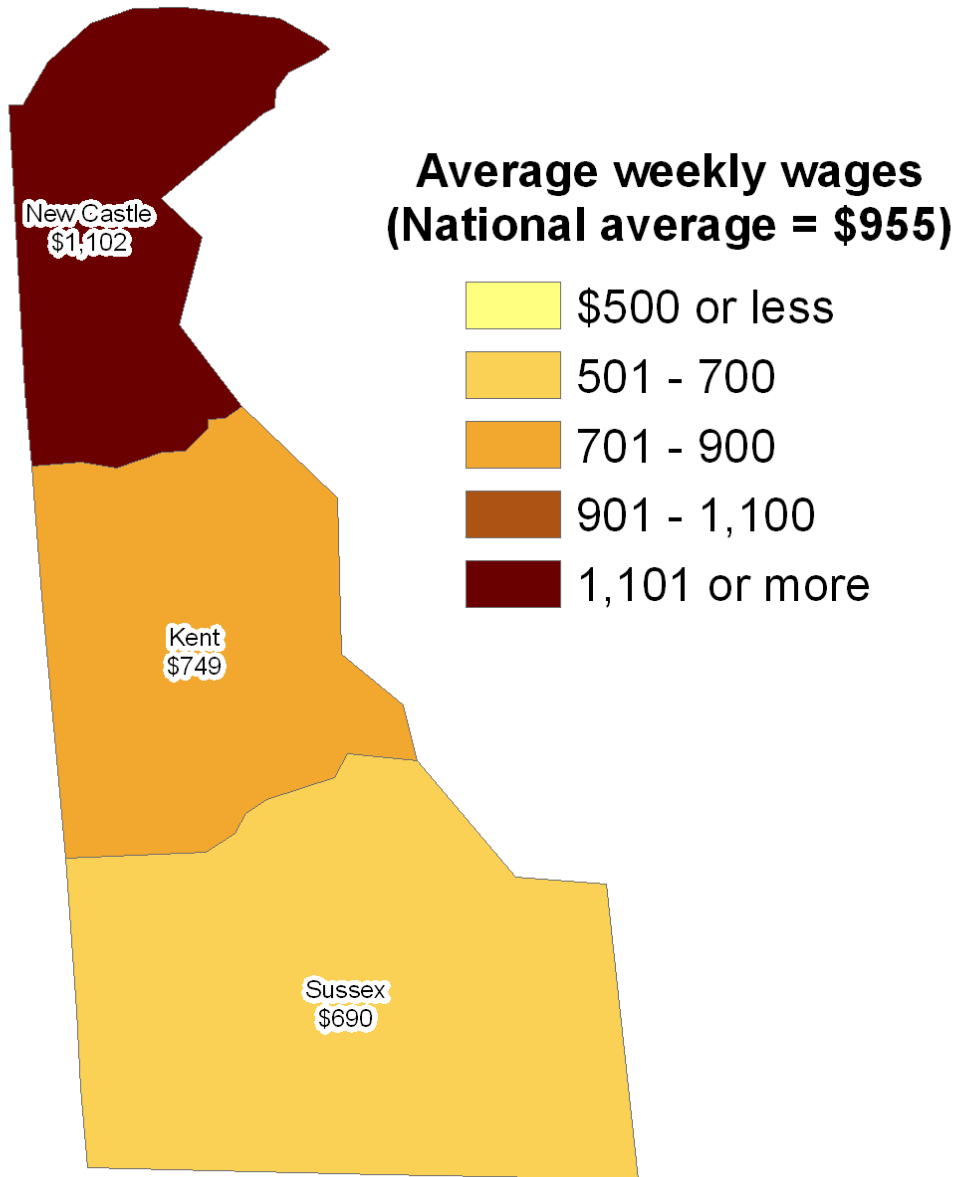 Average weekly wages
(National average = $955)
$500 or less
501 - 700
701 - 900
901 - 1,100
1,101 or more
New Castle
$1,102
Kent
$749
Sussex
$690